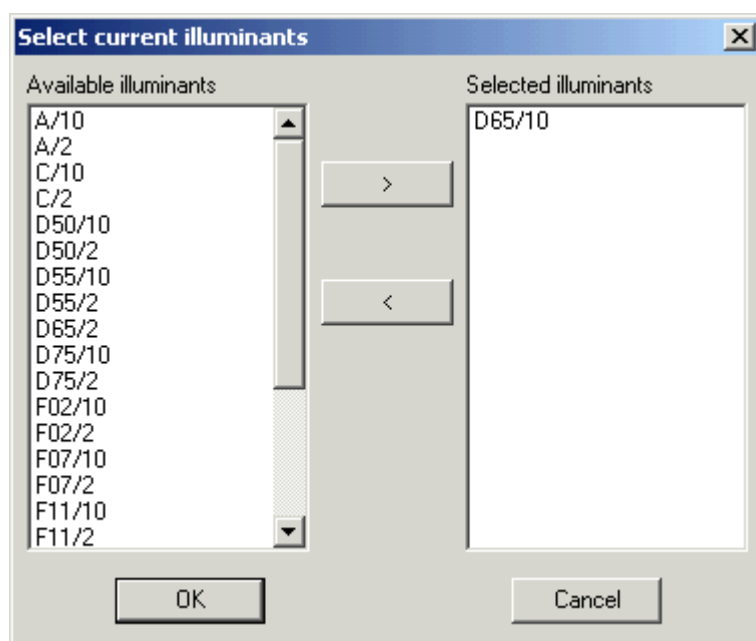 Select current illuminants
Available illuminants
A/10
A/2
C/10
C/2
D50/10
D50/2
D55/10
D55/2
D65/2
D75/10
D75/2
F02/10
F02/2
F07/10
F07/2
F11/10
F11/2
>
<
Selected illuminants
D65/10
OK
Cancel